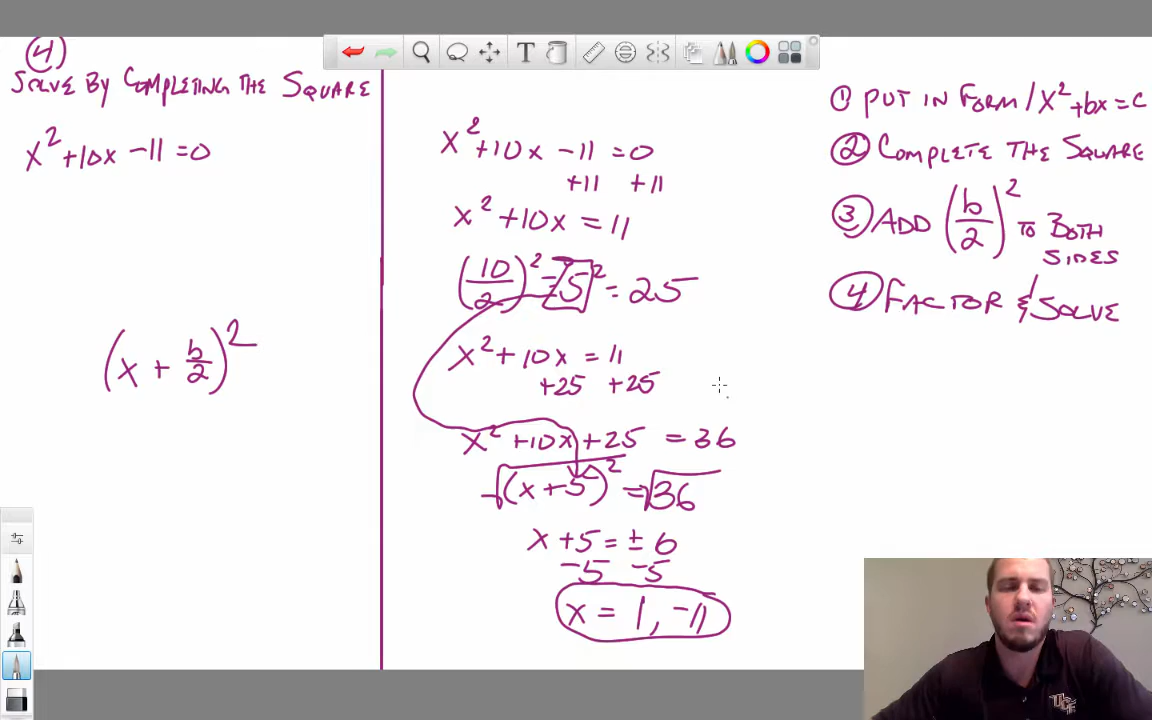 ④
SOLVE BY COMPLETING THE SQUARE
x² + 10x - 11 = 0
(x + b/2)²
x² + 10x - 11 = 0
+11 +11
x² + 10x = 11
(10/2)² = 5² = 25
x² + 10x = 11
+25 +25
x² + 10x + 25 = 36
√(x + 5)² = √36
x + 5 = ± 6
-5 -5
x = 1, -11
① PUT IN FORM 1x² + bx = c
② COMPLETE THE SQUARE
③ ADD (b/2)² TO BOTH
SIDES
④ FACTOR & SOLVE
T
UCF